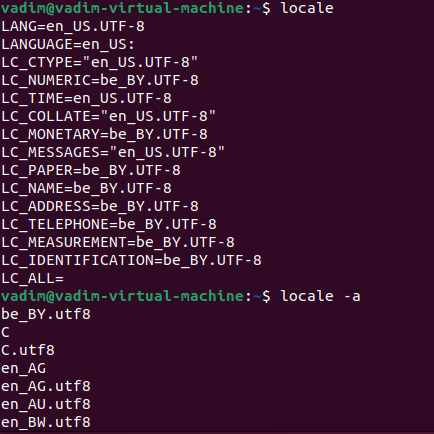 vadim@vadim-virtual-machine:~$ locale
LANG=en_US.UTF-8
LANGUAGE=en_US:
LC_CTYPE="en_US.UTF-8"
LC_NUMERIC=be_BY.UTF-8
LC_TIME=en_US.UTF-8
LC_COLLATE="en_US.UTF-8"
LC_MONETARY=be_BY.UTF-8
LC_MESSAGES="en_US.UTF-8"
LC_PAPER=be_BY.UTF-8
LC_NAME=be_BY.UTF-8
LC_ADDRESS=be_BY.UTF-8
LC_TELEPHONE=be_BY.UTF-8
LC_MEASUREMENT=be_BY.UTF-8
LC_IDENTIFICATION=be_BY.UTF-8
LC_ALL=
vadim@vadim-virtual-machine:~$ locale -a
be_BY.utf8
C
C.utf8
en_AG
en_AG.utf8
en_AU.utf8
en_BW.utf8